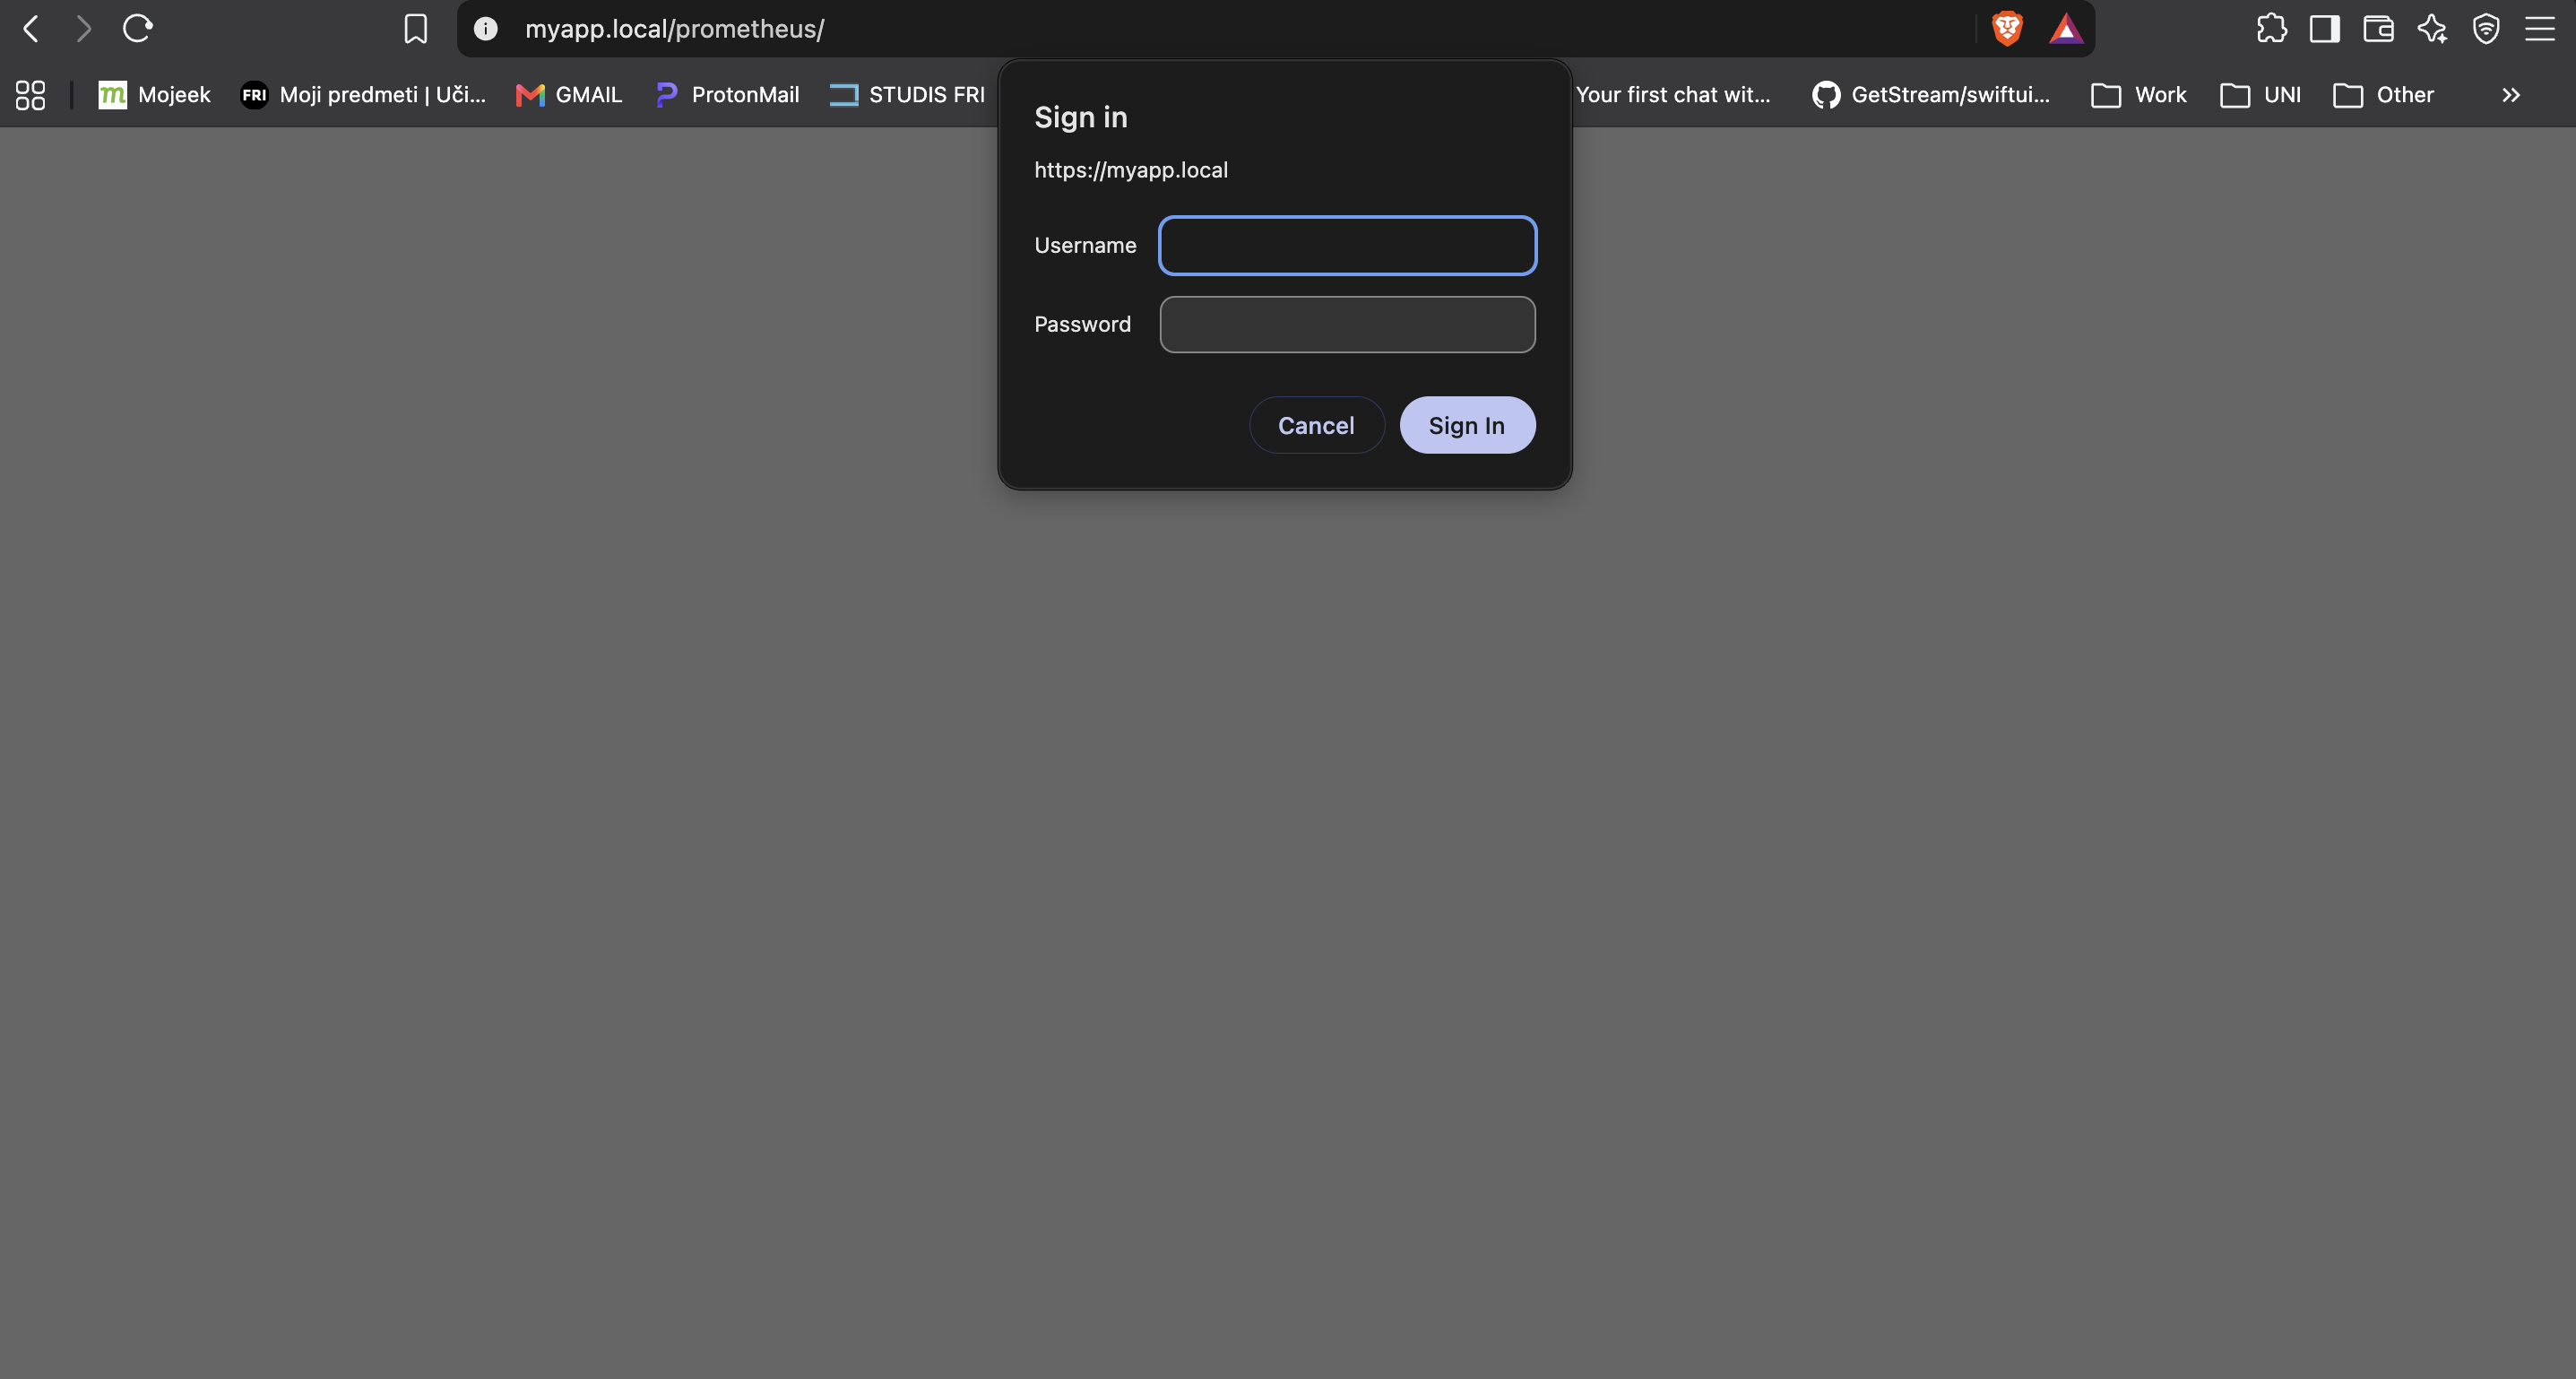 myapp.local/prometheus/
Mojeek FRI Moji predmeti | Uči... GMAIL ProtonMail STUDIS FRI Your first chat wit... GetStream/swiftui... Work UNI Other
Sign in
https://myapp.local
Username
Password
Cancel Sign In